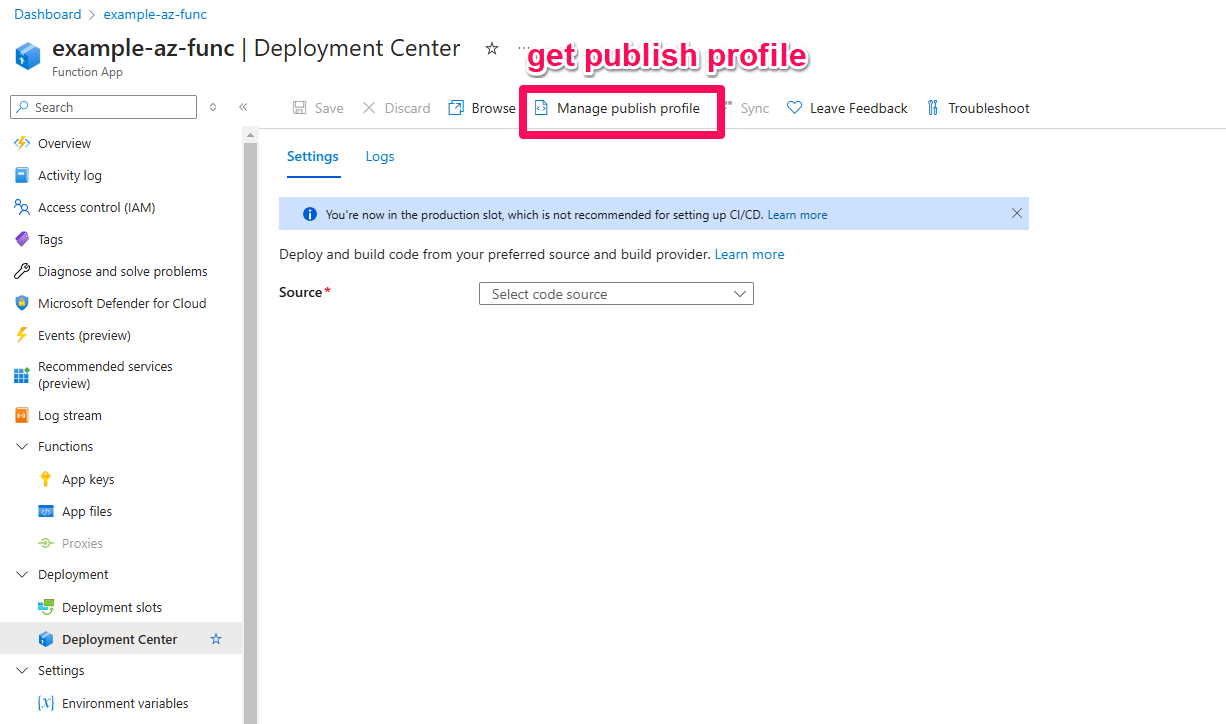 Dashboard > example-az-func
example-az-func | Deployment Center ☆ ...
Function App
get publish profile
Search
Save Discard Browse Manage publish profile Sync Leave Feedback Troubleshoot
Overview
Activity log
Access control (IAM)
Tags
Diagnose and solve problems
Microsoft Defender for Cloud
Events (preview)
Recommended services
(preview)
Log stream
Functions
App keys
App files
Proxies
Deployment
Deployment slots
Deployment Center
Settings
Environment variables
Settings Logs
You're now in the production slot, which is not recommended for setting up CI/CD. Learn more
Deploy and build code from your preferred source and build provider. Learn more
Source* Select code source